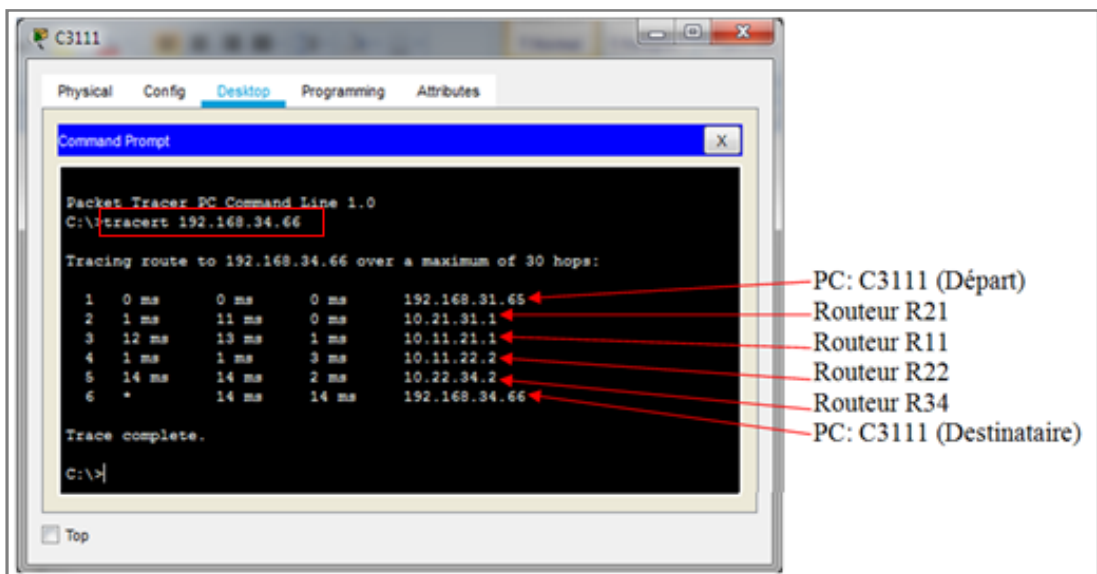 C3111
Physical Config Desktop Programming Attributes
Command Prompt X
Packet Tracer PC Command Line 1.0
C:\>tracert 192.168.34.66
Tracing route to 192.168.34.66 over a maximum of 30 hops:
1 0 ms 0 ms 0 ms 192.168.31.65
2 1 ms 11 ms 0 ms 10.21.31.1
3 12 ms 13 ms 1 ms 10.11.21.1
4 1 ms 1 ms 3 ms 10.11.22.2
5 14 ms 14 ms 2 ms 10.22.34.2
6 * 14 ms 14 ms 192.168.34.66
Trace complete.
C:\>
Top
PC: C3111 (Départ)
Routeur R21
Routeur R11
Routeur R22
Routeur R34
PC: C3111 (Destinataire)